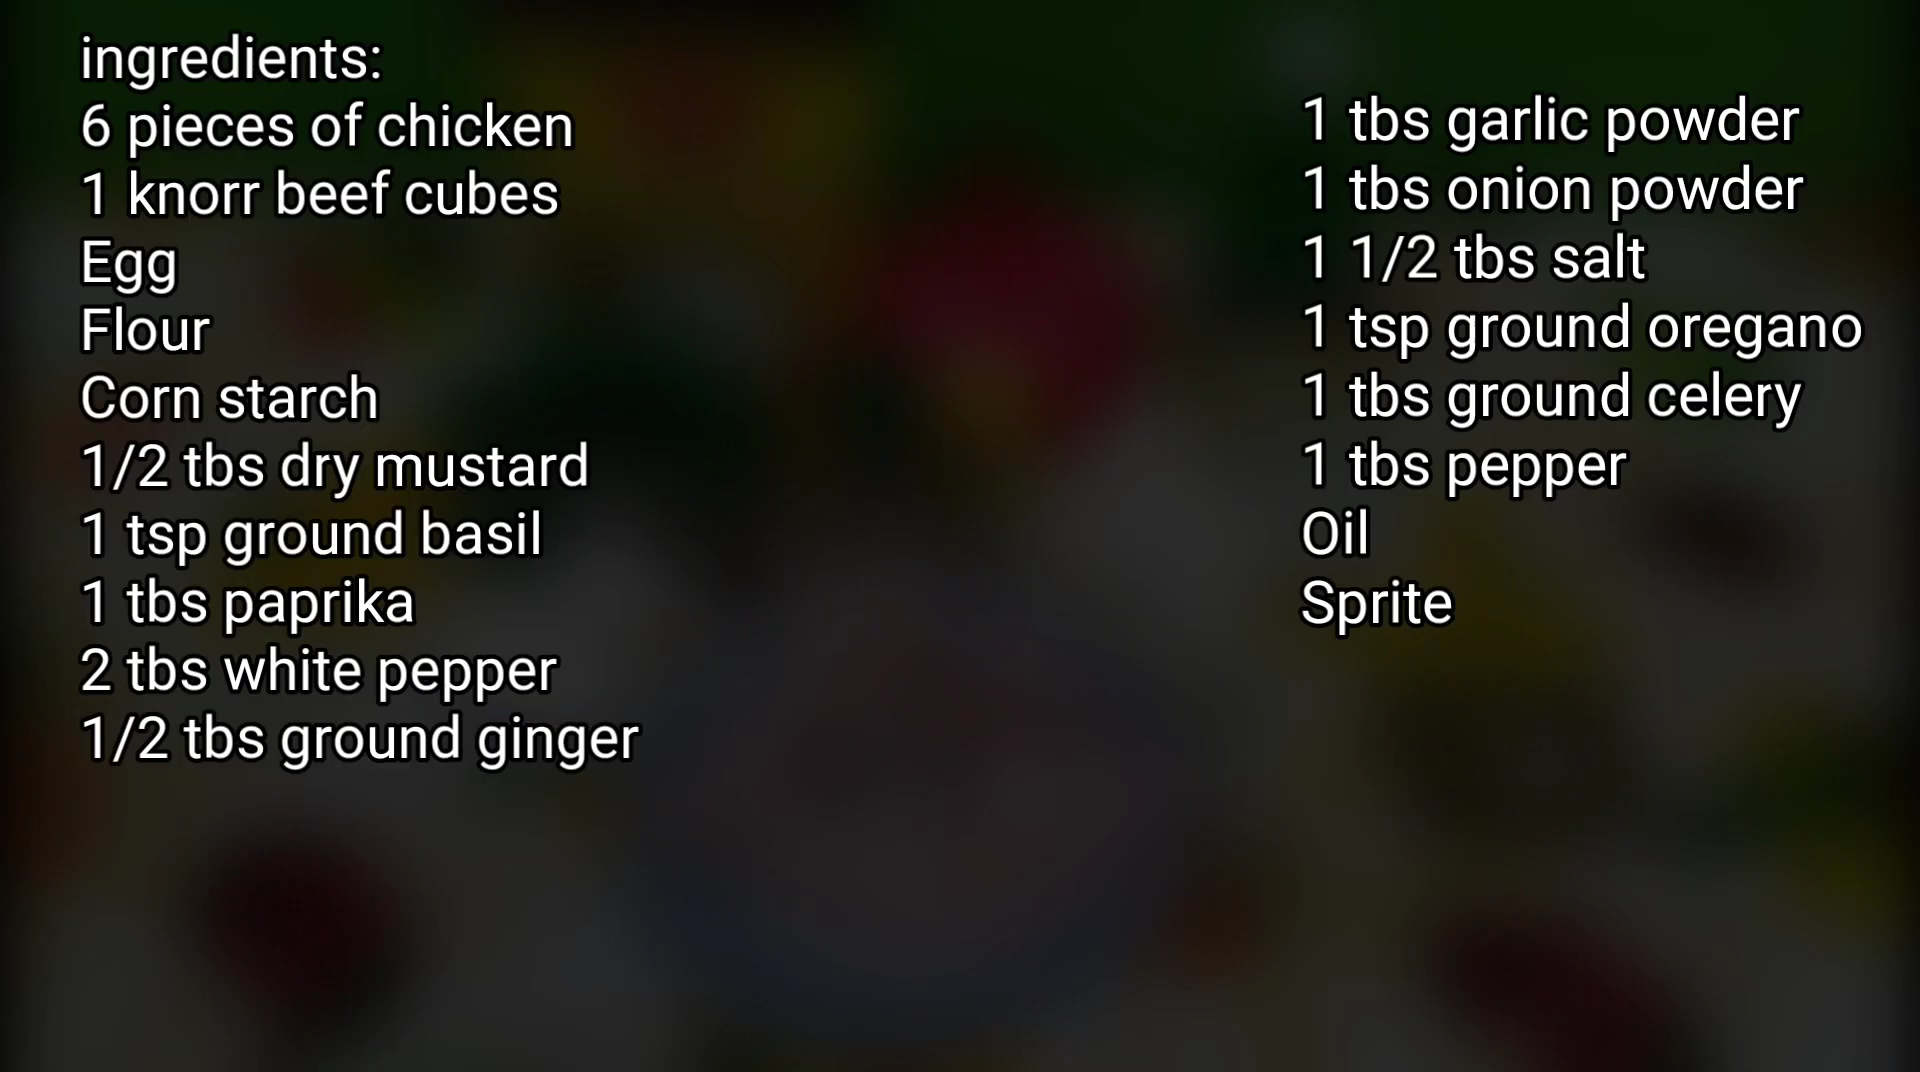 ingredients:
6 pieces of chicken
1 knorr beef cubes
Egg
Flour
Corn starch
1/2 tbs dry mustard
1 tsp ground basil
1 tbs paprika
2 tbs white pepper
1/2 tbs ground ginger
1 tbs garlic powder
1 tbs onion powder
1 1/2 tbs salt
1 tsp ground oregano
1 tbs ground celery
1 tbs pepper
Oil
Sprite